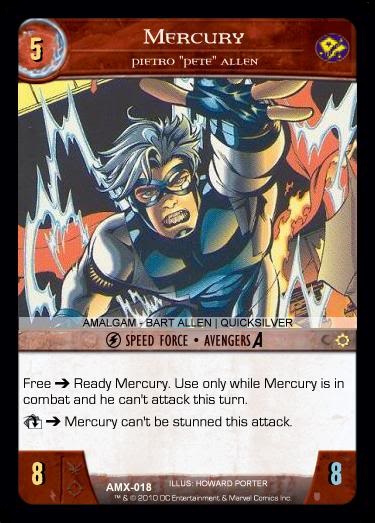 5
MERCURY
PIETRO "PETE" ALLEN
AMALGAM - BART ALLEN | QUICKSILVER
SPEED FORCE • AVENGERS
Free ➔ Ready Mercury. Use only while Mercury is in
combat and he can't attack this turn.
➔ Mercury can't be stunned this attack.
8
AMX-018
ILLUS: HOWARD PORTER
™ & © 2010 DC Entertainment & Marvel Comics Inc.
8